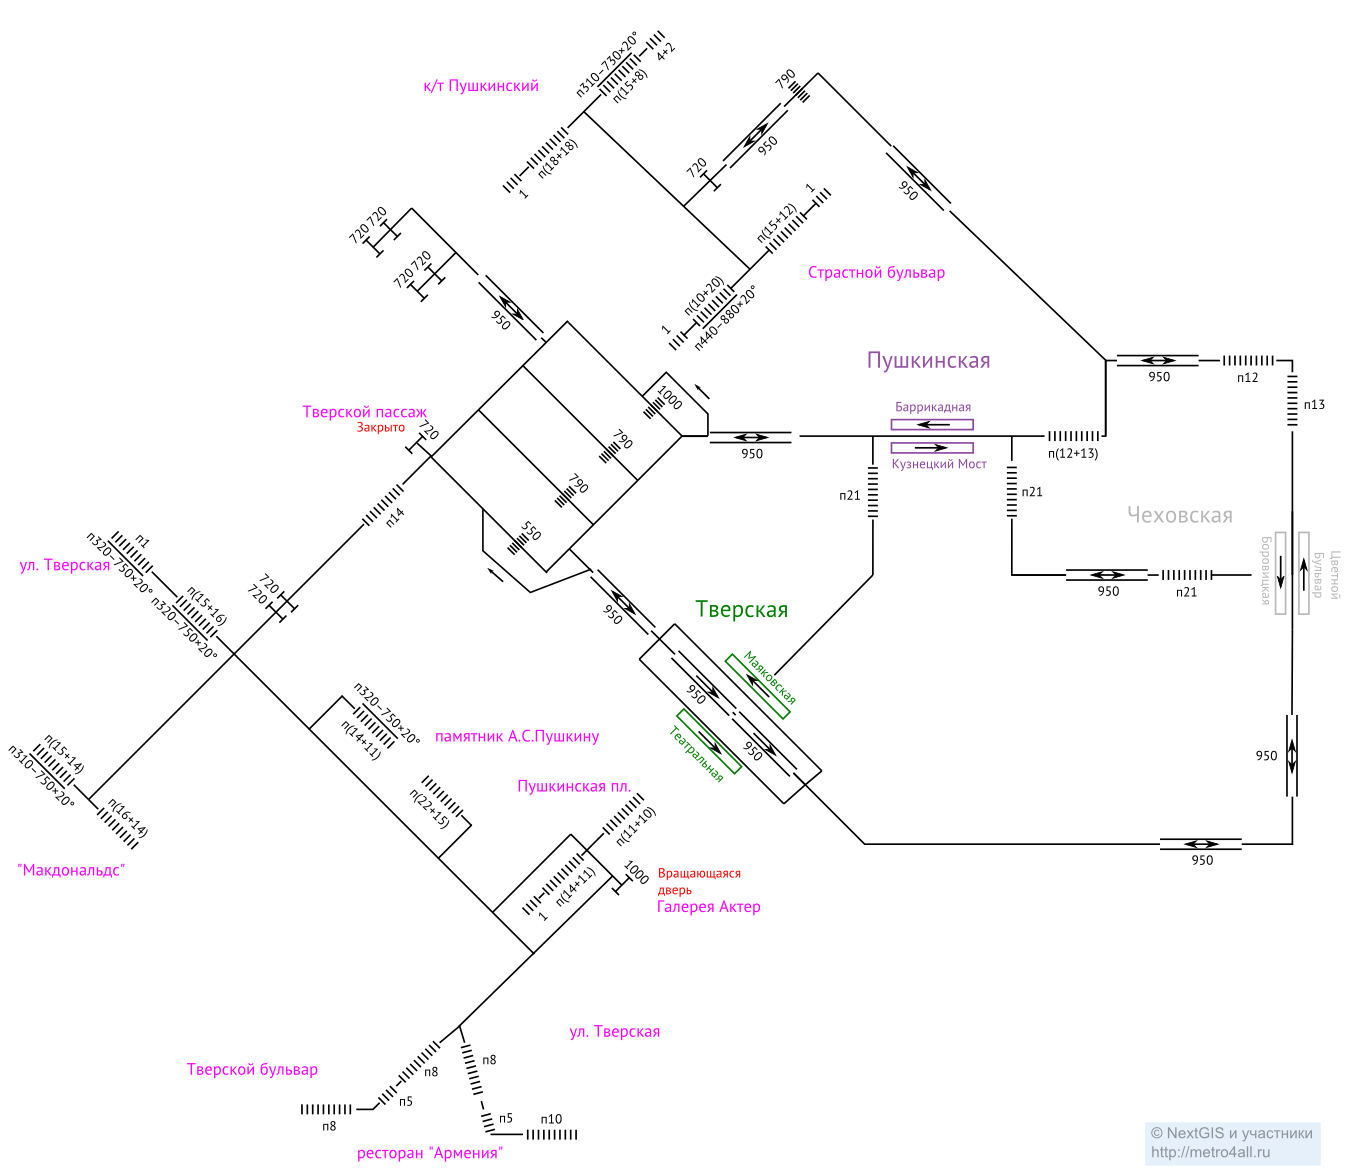 4+2
п310–730×20°
п(15+8)
к/т Пушкинский
790
950
п(18+18)
1
720
950
1
п(15+12)
720
720
720
720
Страстной бульвар
п(10+20)
950
1
п440–880×20°
Пушкинская
950
п12
п13
1000
Баррикадная
Тверской пассаж
Закрыто
720
790
950
Кузнецкий Мост
п(12+13)
790
п21
п21
п14
550
Чеховская
п1
п320–750×20°
ул. Тверская
Боровицкая
Цветной
Бульвар
720
720
п(15+16)
п320–750×20°
950
Тверская
950
п21
Маяковская
950
п320–750×20°
п(14+11)
памятник А.С.Пушкину
Театральная
950
950
п(15+14)
п310–750×20°
Пушкинская пл.
п(22+15)
п(16+14)
п(11+10)
950
"Макдональдс"
1000
Вращающаяся
дверь
Галерея Актер
п(14+11)
1
ул. Тверская
Тверской бульвар
п8
п8
п5
п5
п10
п8
ресторан "Армения"
© NextGIS и участники
http://metro4all.ru